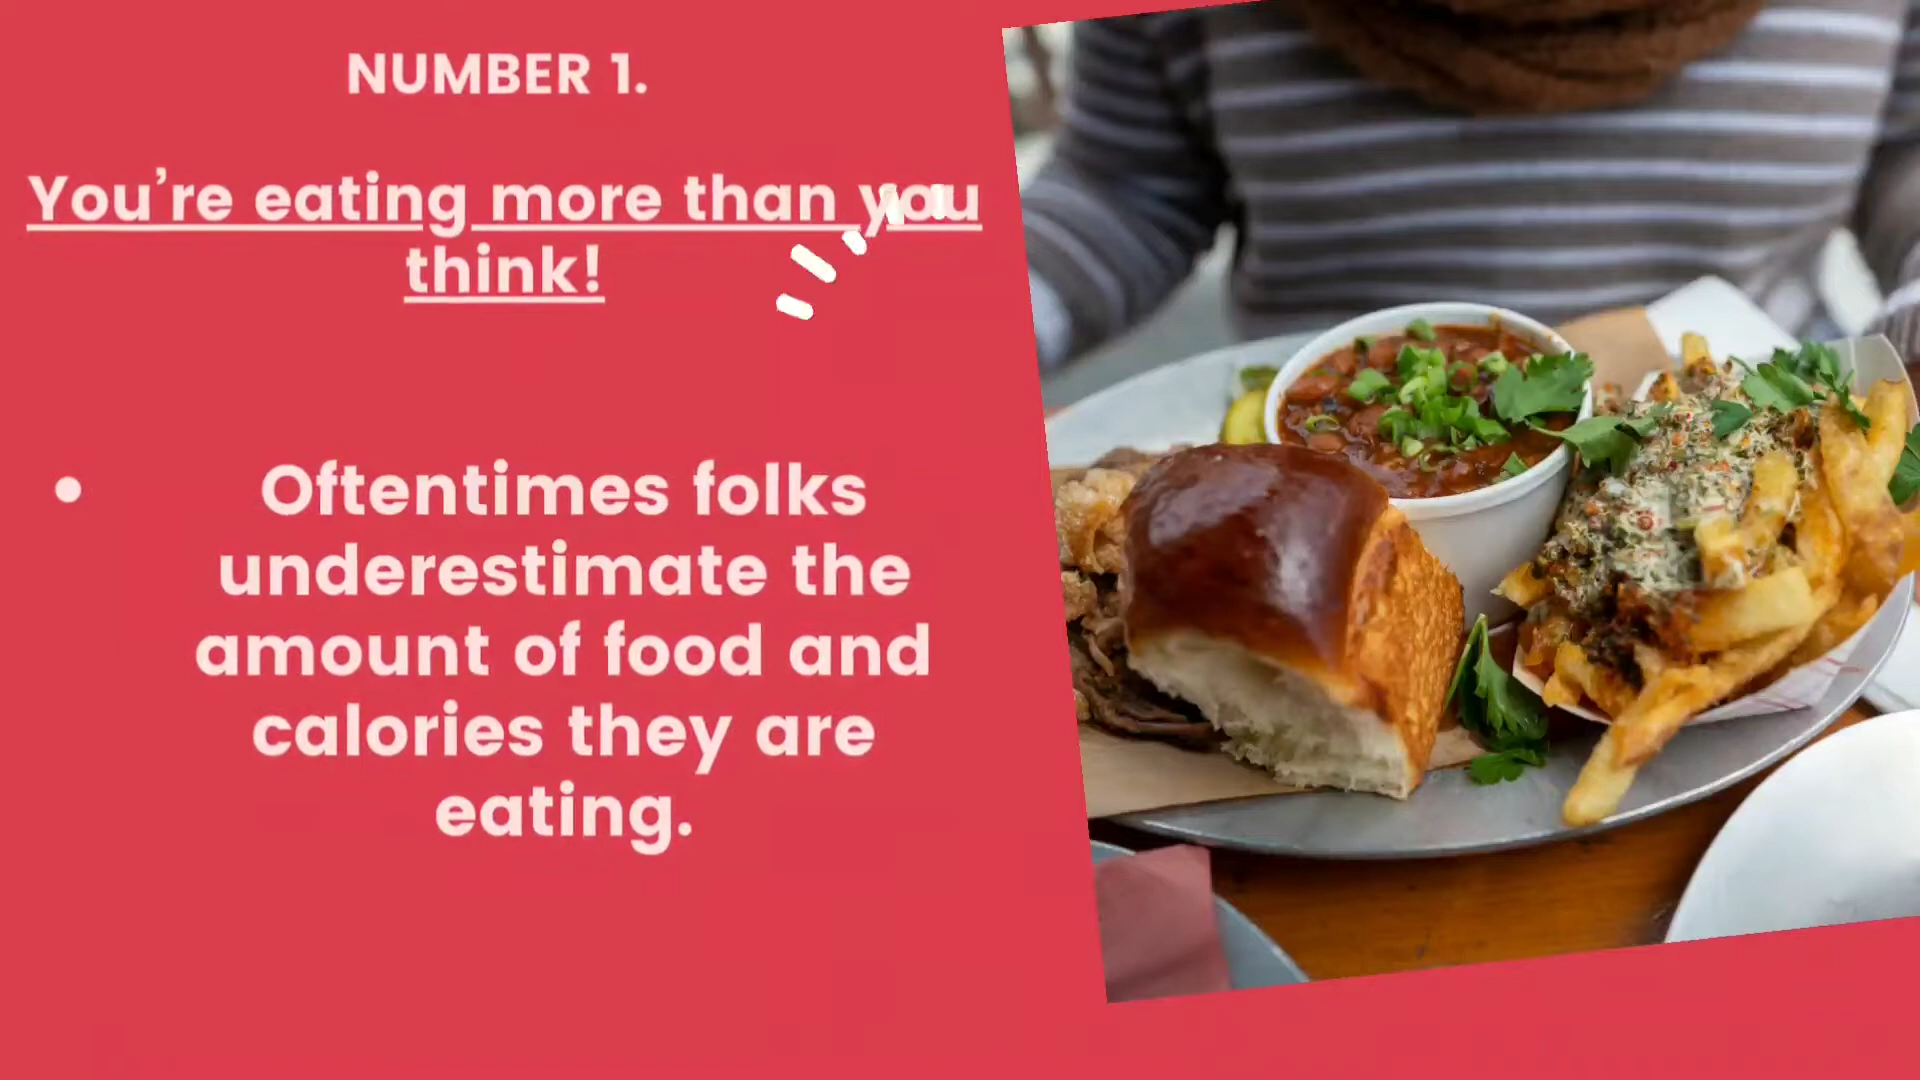 NUMBER 1.
You're eating more than you
think!
• Oftentimes folks
underestimate the
amount of food and
calories they are
eating.